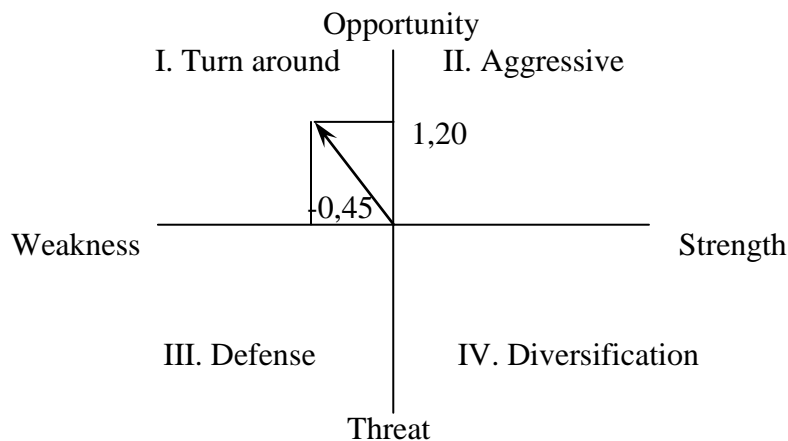 Opportunity
I. Turn around
II. Aggressive
1,20
-0,45
Weakness
Strength
III. Defense
IV. Diversification
Threat